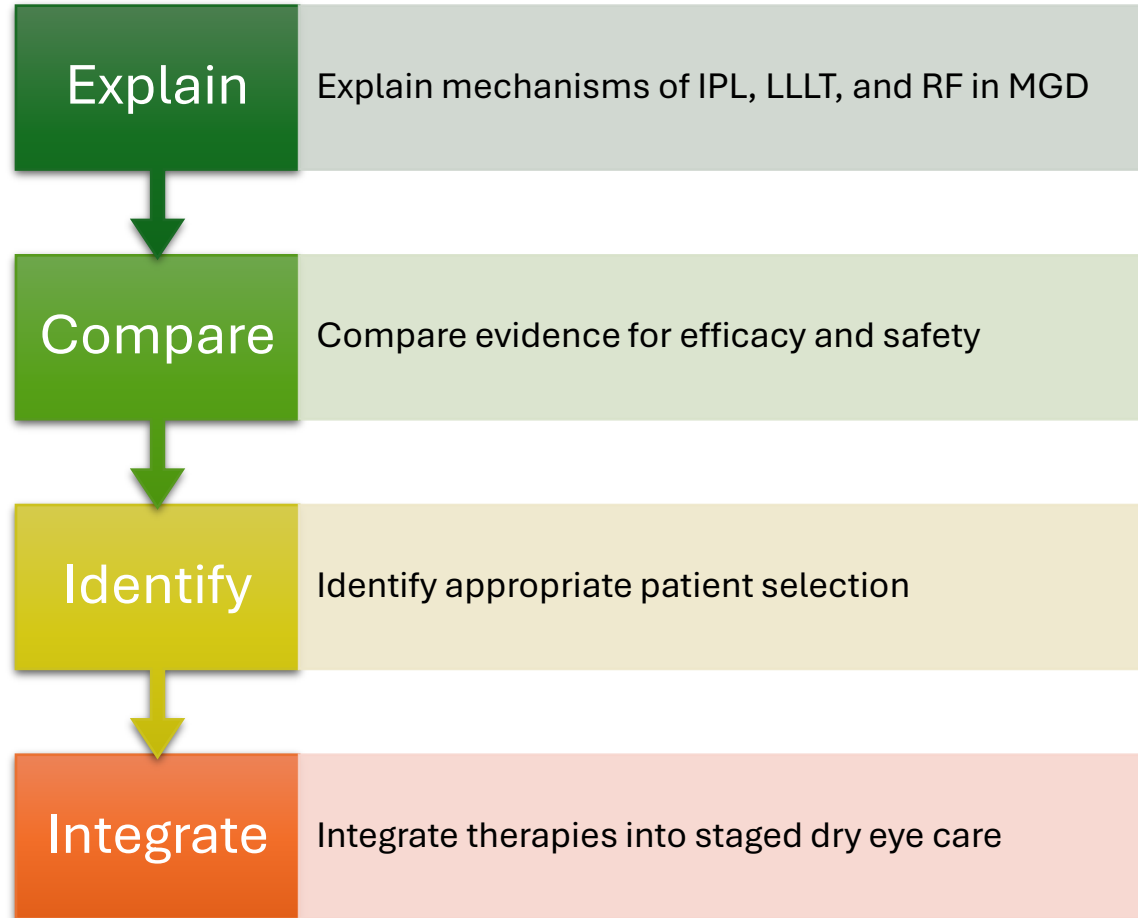 Explain
Explain mechanisms of IPL, LLLT, and RF in MGD
Compare
Compare evidence for efficacy and safety
Identify
Identify appropriate patient selection
Integrate
Integrate therapies into staged dry eye care